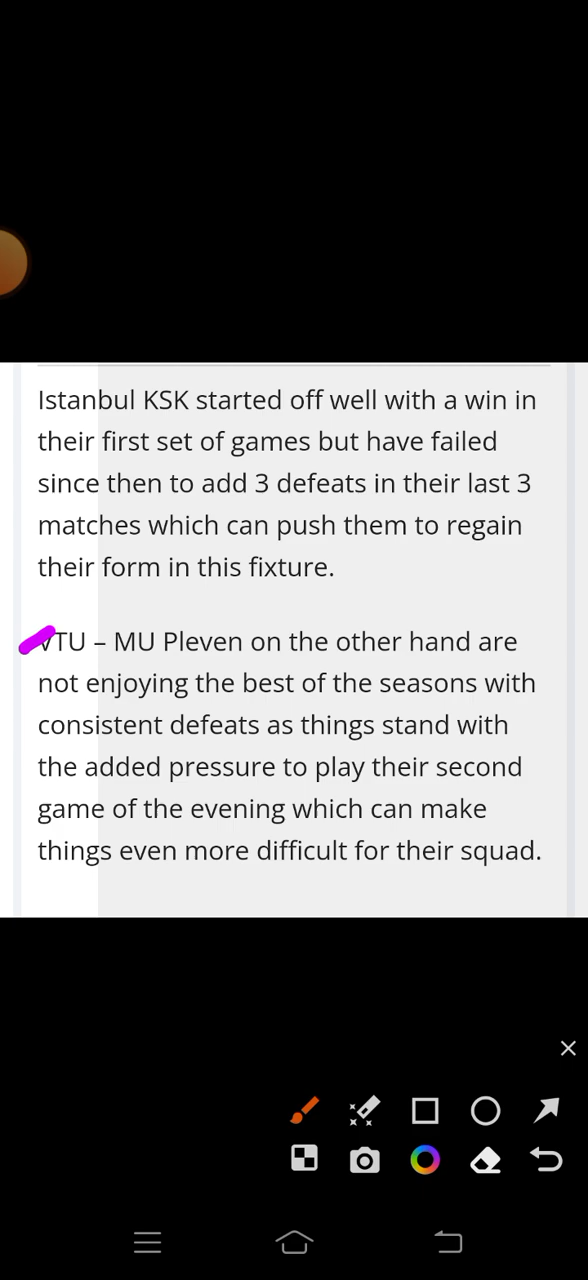 Istanbul KSK started off well with a win in
their first set of games but have failed
since then to add 3 defeats in their last 3
matches which can push them to regain
their form in this fixture.
VTU – MU Pleven on the other hand are
not enjoying the best of the seasons with
consistent defeats as things stand with
the added pressure to play their second
game of the evening which can make
things even more difficult for their squad.